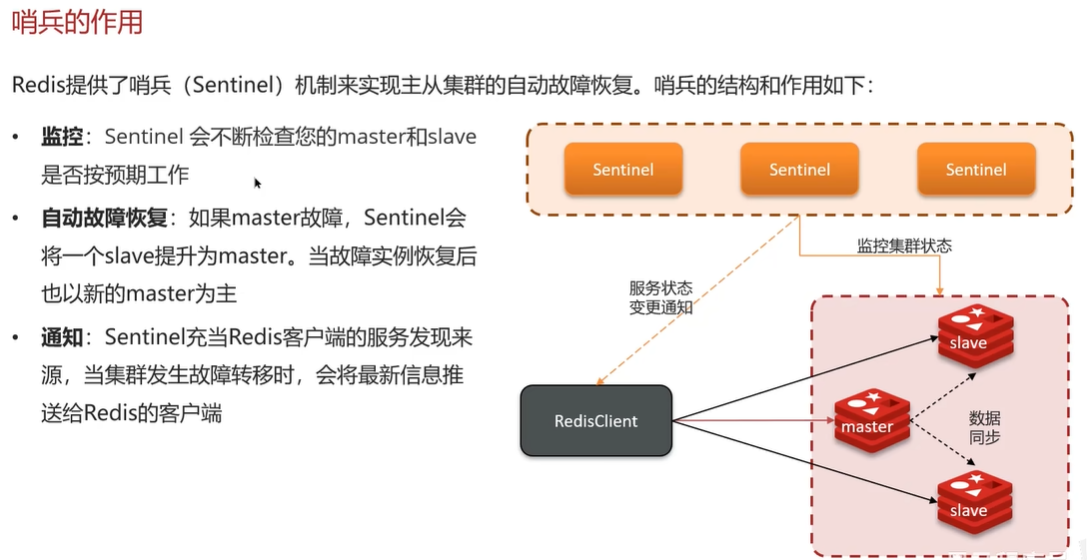 哨兵的作用
Redis提供了哨兵（Sentinel）机制来实现主从集群的自动故障恢复。哨兵的结构和作用如下：
• 监控：Sentinel 会不断检查您的master和slave
是否按预期工作
• 自动故障恢复：如果master故障，Sentinel会
将一个slave提升为master。当故障实例恢复后
也以新的master为主
• 通知：Sentinel充当Redis客户端的服务发现来
源，当集群发生故障转移时，会将最新信息推
送给Redis的客户端
Sentinel
Sentinel
Sentinel
监控集群状态
服务状态
变更通知
RedisClient
slave
master
数据
同步
slave